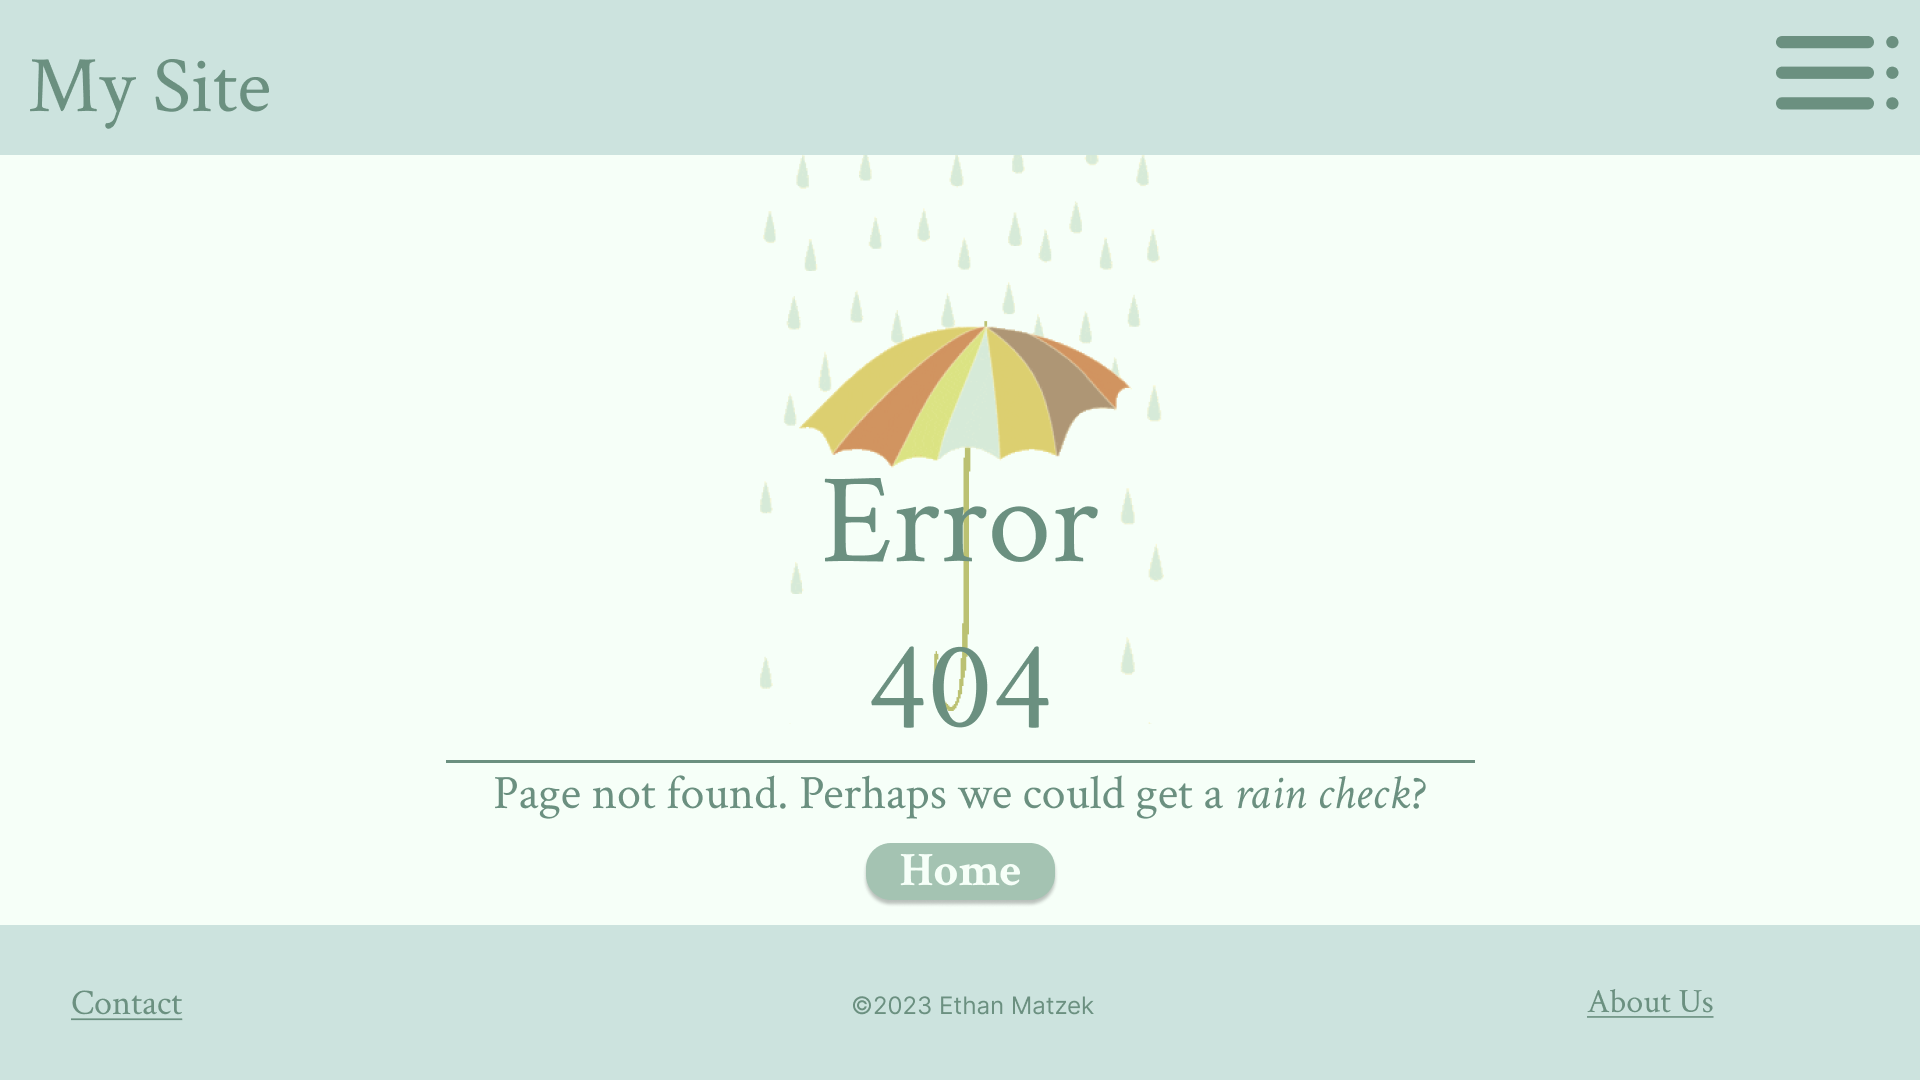 My Site
Error
404
Page not found. Perhaps we could get a rain check?
Home
Contact
©2023 Ethan Matzek
About Us